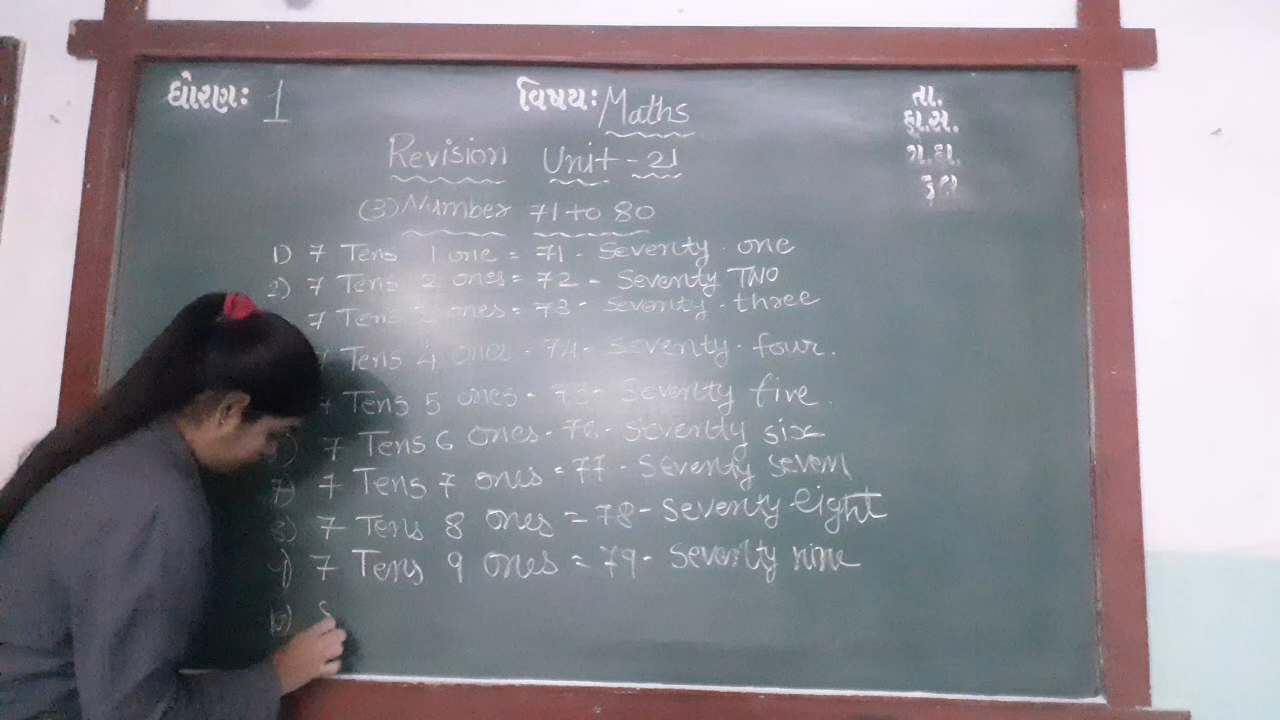 ધોરણઃ 1 વિષયઃ Maths તા.
Revision Unit - 21
(3) Number 71 to 80
1) 7 Tens 1 one = 71 - Seventy - one
2) 7 Tens 2 ones = 72 - Seventy TWO
7 Tens 3 ones = 73 - Seventy - three
7 Tens 4 ones - 74 - Seventy - four.
7 Tens 5 ones - 75 - Seventy five.
6) 7 Tens 6 ones - 76 - Seventy six
7) 7 Tens 7 ones = 77 - Seventy seven
8) 7 Tens 8 ones = 78 - Seventy eight
9) 7 Tens 9 ones = 79 - Seventy nine
10) 8